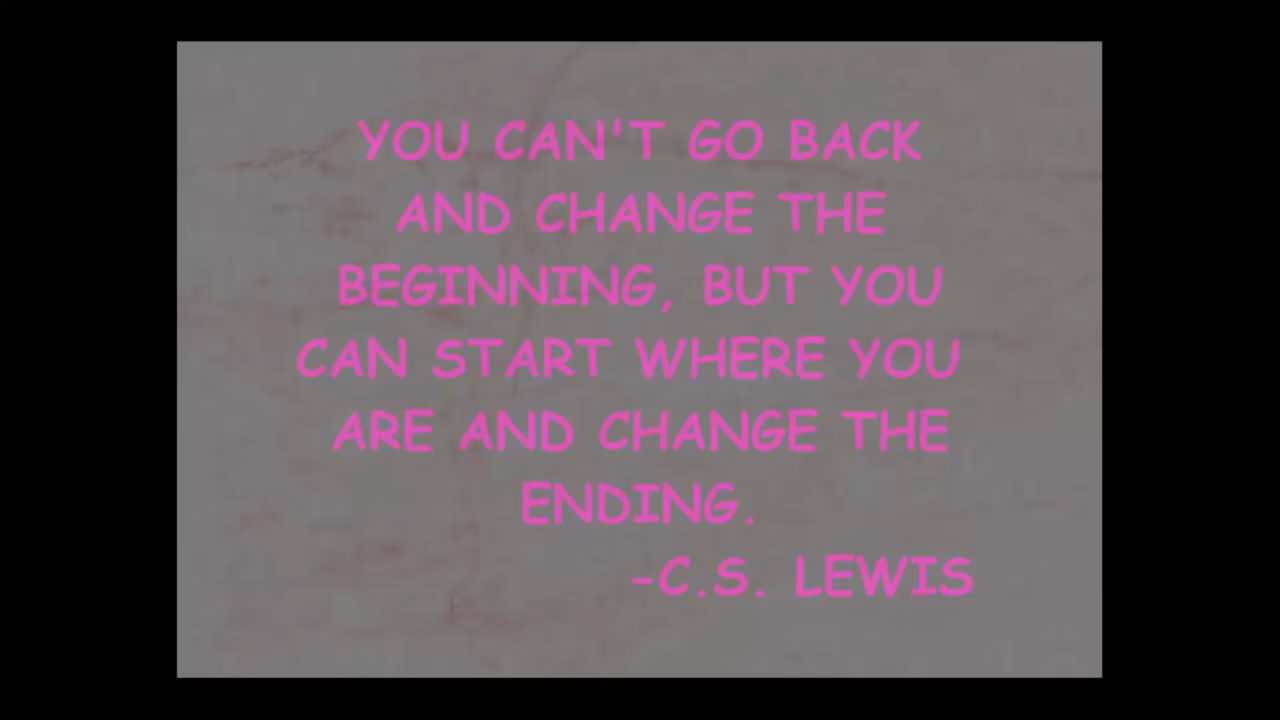 YOU CAN'T GO BACK
AND CHANGE THE
BEGINNING, BUT YOU
CAN START WHERE YOU
ARE AND CHANGE THE
ENDING.
-C.S. LEWIS